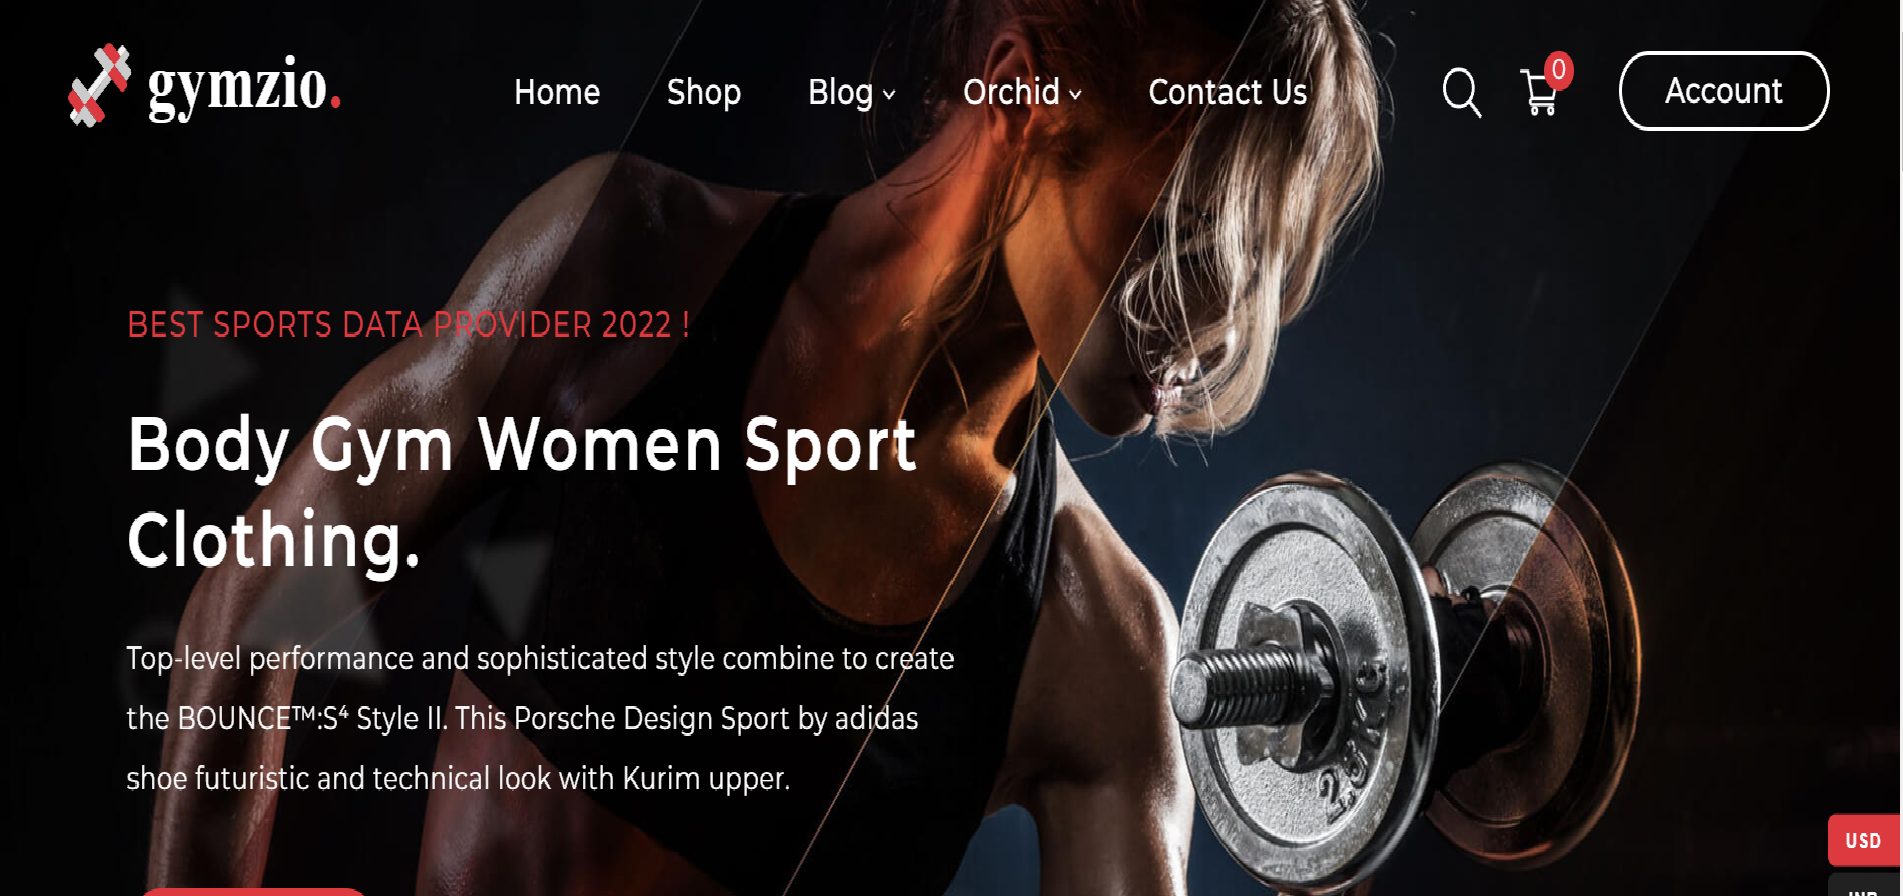 gymzio.
Home Shop Blog Orchid Contact Us
0
Account
BEST SPORTS DATA PROVIDER 2022 !
Body Gym Women Sport
Clothing.
Top-level performance and sophisticated style combine to create
the BOUNCE™:S⁴ Style II. This Porsche Design Sport by adidas
shoe futuristic and technical look with Kurim upper.
USD